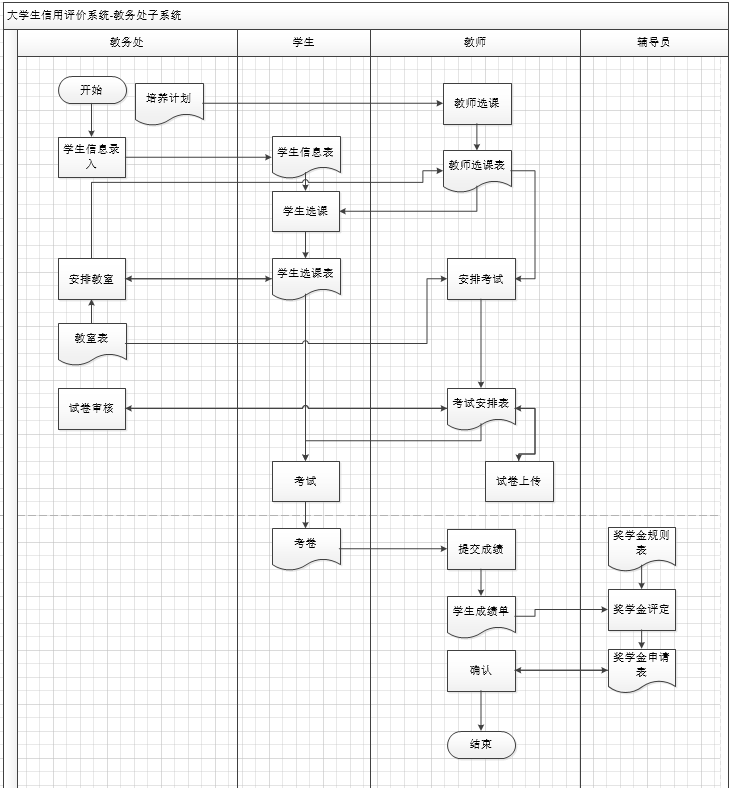 大学生信用评价系统-教务处子系统
教务处
学生
教师
辅导员
开始
培养计划
教师选课
学生信息录
入
学生信息表
教师选课表
学生选课
安排教室
学生选课表
安排考试
教室表
试卷审核
考试安排表
考试
试卷上传
考卷
提交成绩
奖学金规则
表
学生成绩单
奖学金评定
确认
奖学金申请
表
结束